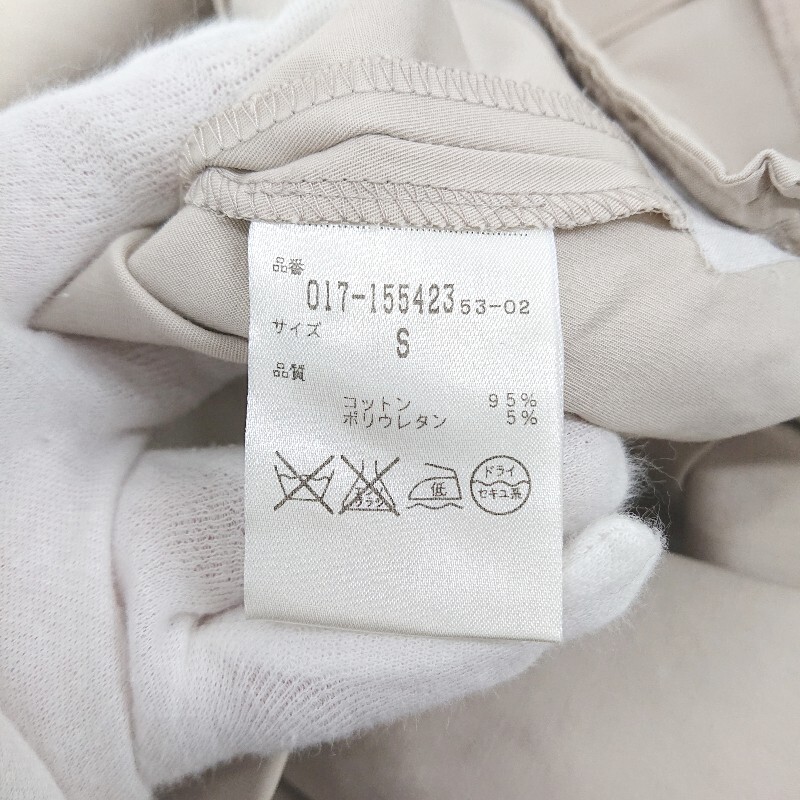 品番
017-155423 53-02
サイズ
S
品質
コットン 95%
ポリウレタン 5%
低
ドライ
セキユ系